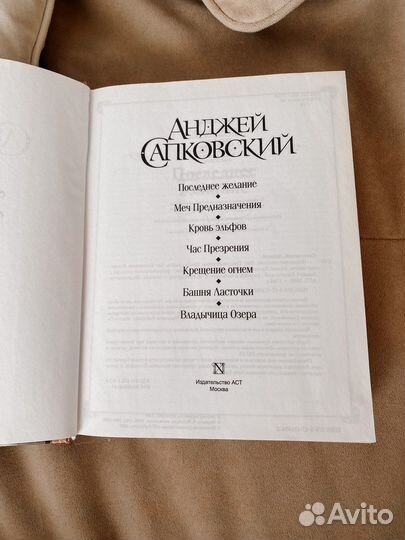 АНДЖЕЙ
САПКОВСКИЙ
Последнее желание
Меч Предназначения
Кровь эльфов
Час Презрения
Крещение огнем
Башня Ласточки
Владычица Озера
N
Издательство АСТ
Москва
Avito